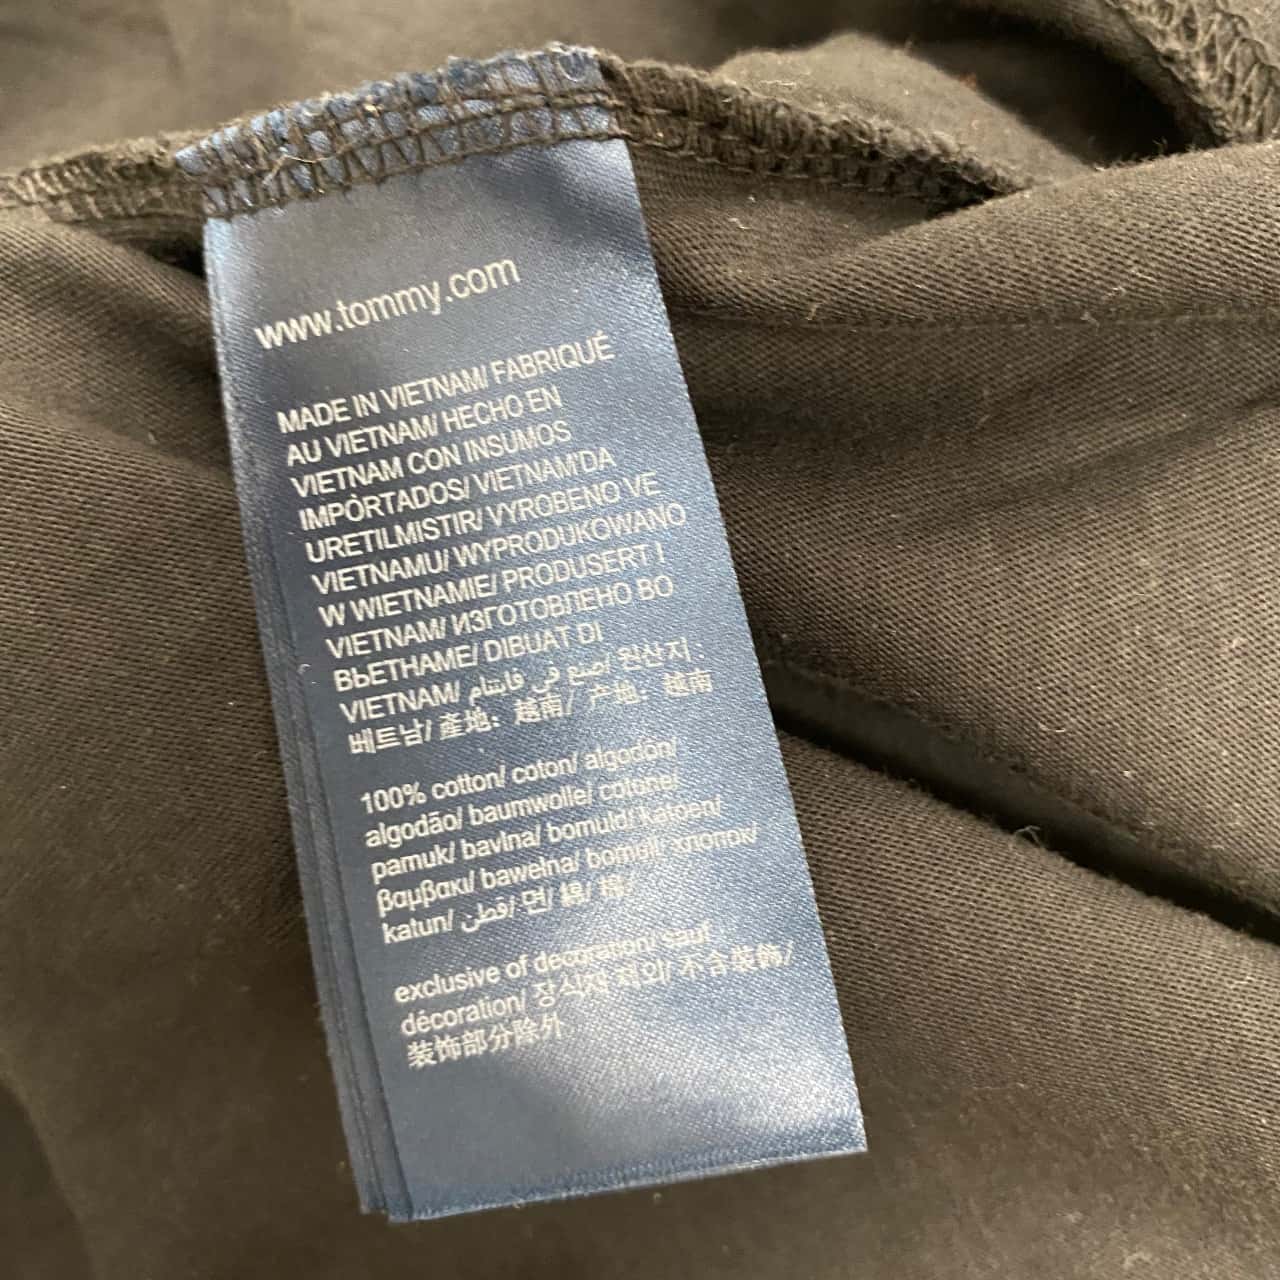 www.tommy.com
MADE IN VIETNAM/ FABRIQUÉ
AU VIETNAM/ HECHO EN
VIETNAM CON INSUMOS
IMPORTADOS/ VIETNAM'DA
URETILMISTIR/ VYROBENO VE
VIETNAMU/ WYPRODUKOWANO
W WIETNAMIE/ PRODUSERT I
VIETNAM/ ИЗГОТОВЛЕНО ВО
ВЬЕТНАМЕ/ DIBUAT DI
VIETNAM/ صنع في فايتنام/ 원산지
베트남/ 產地：越南/ 产地：越南
100% cotton/ coton/ algodón/
algodão/ baumwolle/ cotone/
pamuk/ bavlna/ bomuld/ katoen/
βαμβακι/ bawełna/ bomull/ хлопок/
katun/ قطن/ 면/ 綿/ 棉/
exclusive of decoration/ sauf
décoration/ 장식자 제외/ 不含裝飾/
装饰部分除外